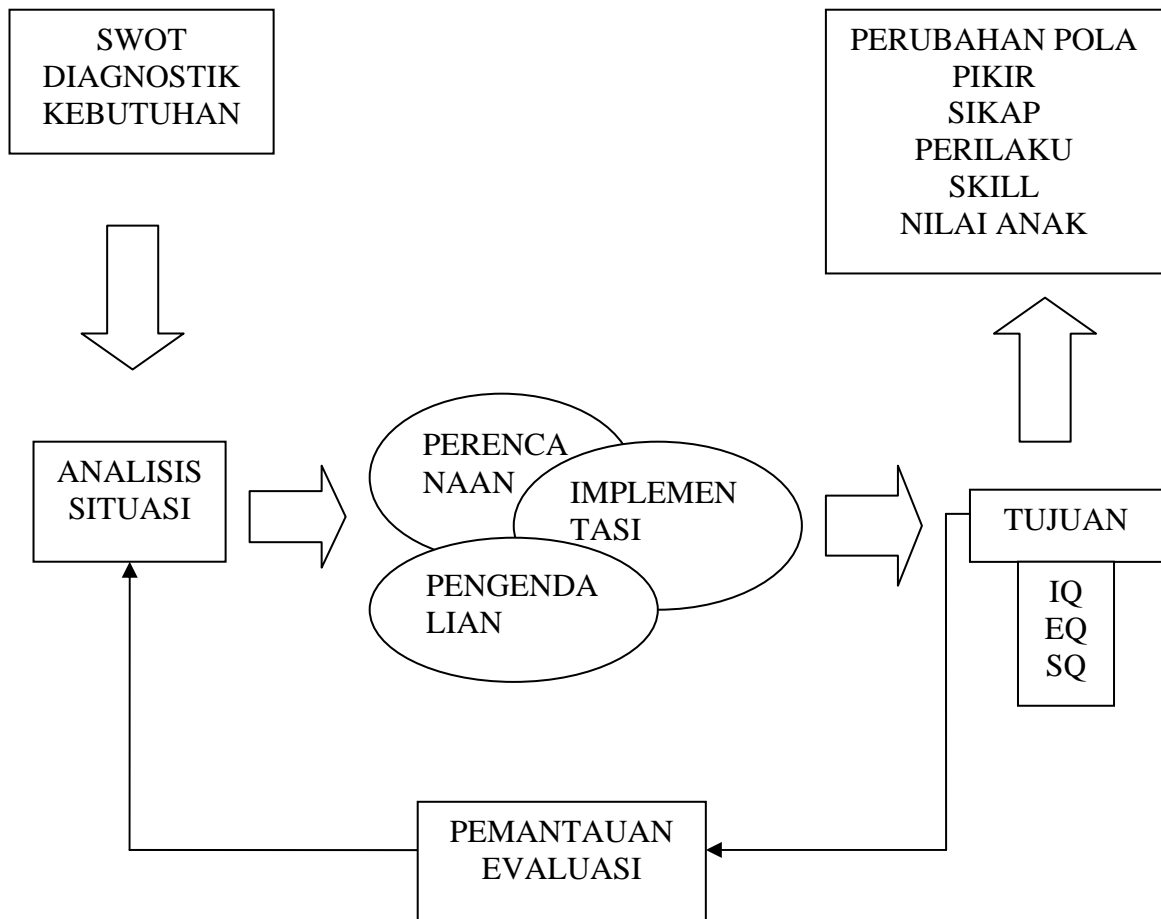 SWOT
DIAGNOSTIK
KEBUTUHAN
PERUBAHAN POLA
PIKIR
SIKAP
PERILAKU
SKILL
NILAI ANAK
ANALISIS
SITUASI
PERENCA
NAAN
IMPLEMEN
TASI
PENGENDA
LIAN
TUJUAN
IQ
EQ
SQ
PEMANTAUAN
EVALUASI